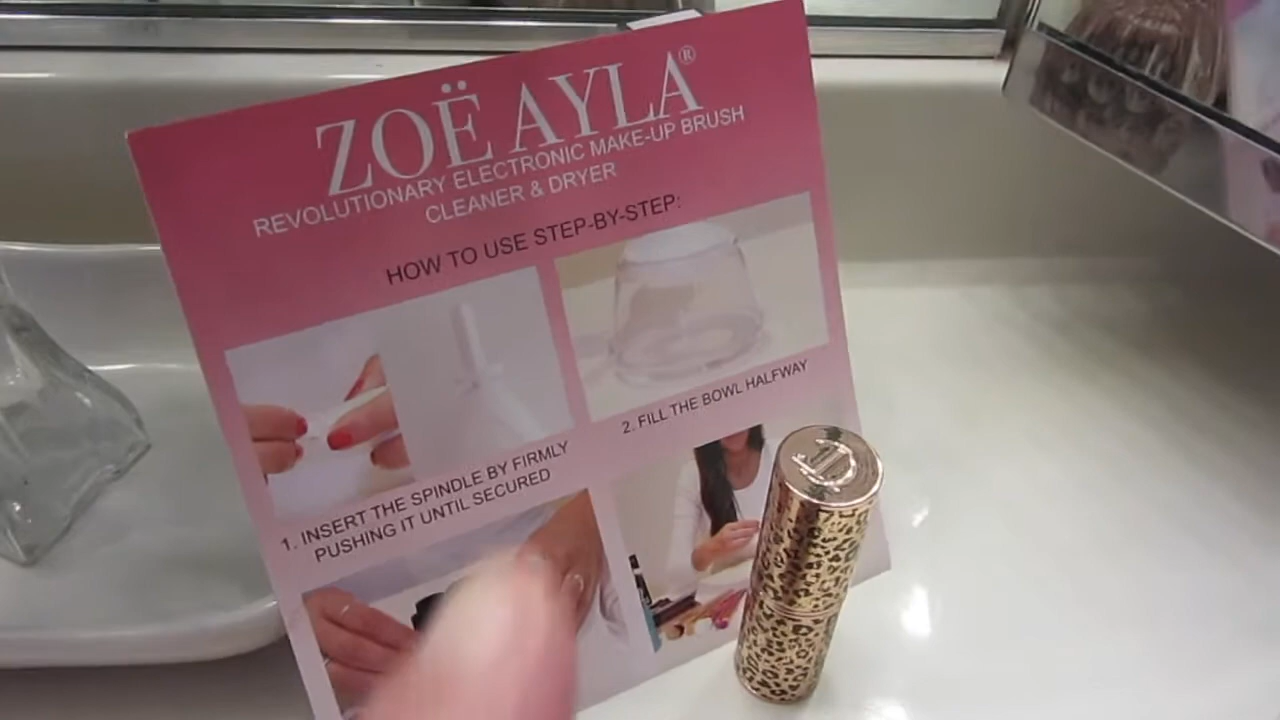 ZOË AYLA®
REVOLUTIONARY ELECTRONIC MAKE-UP BRUSH
CLEANER & DRYER
HOW TO USE STEP-BY-STEP:
1. INSERT THE SPINDLE BY FIRMLY
PUSHING IT UNTIL SECURED
2. FILL THE BOWL HALFWAY